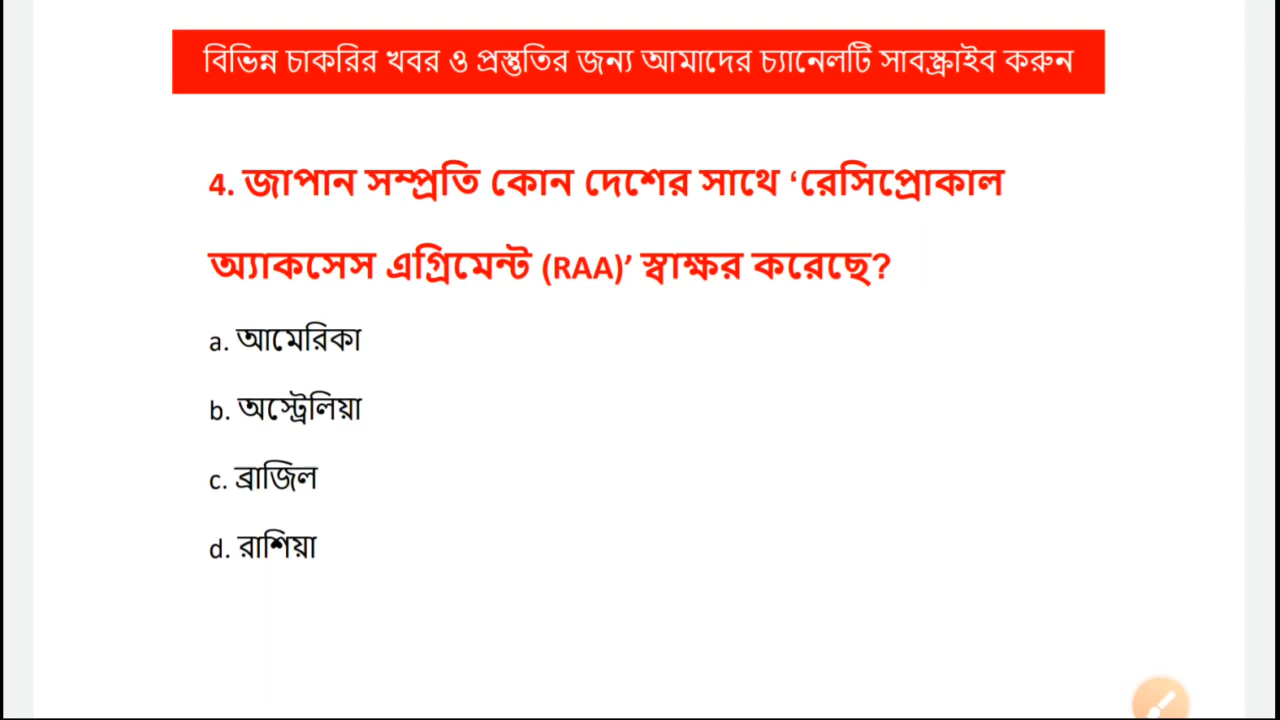 বিভিন্ন চাকরির খবর ও প্রস্তুতির জন্য আমাদের চ্যানেলটি সাবস্ক্রাইব করুন
4. জাপান সম্প্রতি কোন দেশের সাথে ‘রেসিপ্রোকাল
অ্যাকসেস এগ্রিমেন্ট (RAA)’ স্বাক্ষর করেছে?
a. আমেরিকা
b. অস্ট্রেলিয়া
c. ব্রাজিল
d. রাশিয়া